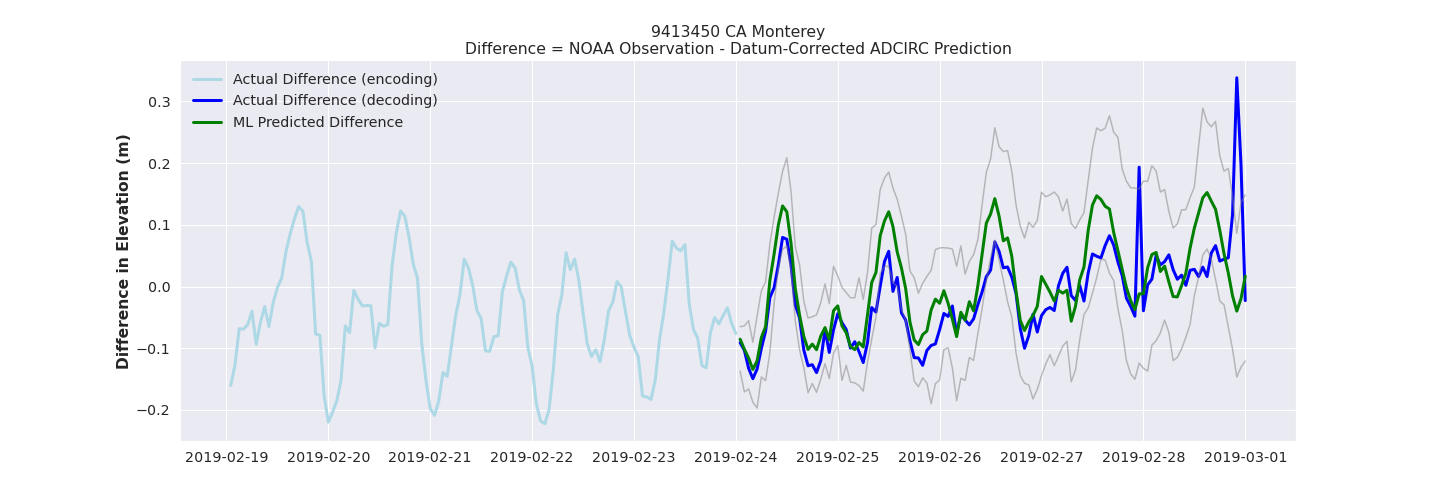 9413450 CA Monterey
Difference = NOAA Observation - Datum-Corrected ADCIRC Prediction
Actual Difference (encoding)
Actual Difference (decoding)
ML Predicted Difference
Difference in Elevation (m)
0.3
0.2
0.1
0.0
−0.1
−0.2
2019-02-19 2019-02-20 2019-02-21 2019-02-22 2019-02-23 2019-02-24 2019-02-25 2019-02-26 2019-02-27 2019-02-28 2019-03-01